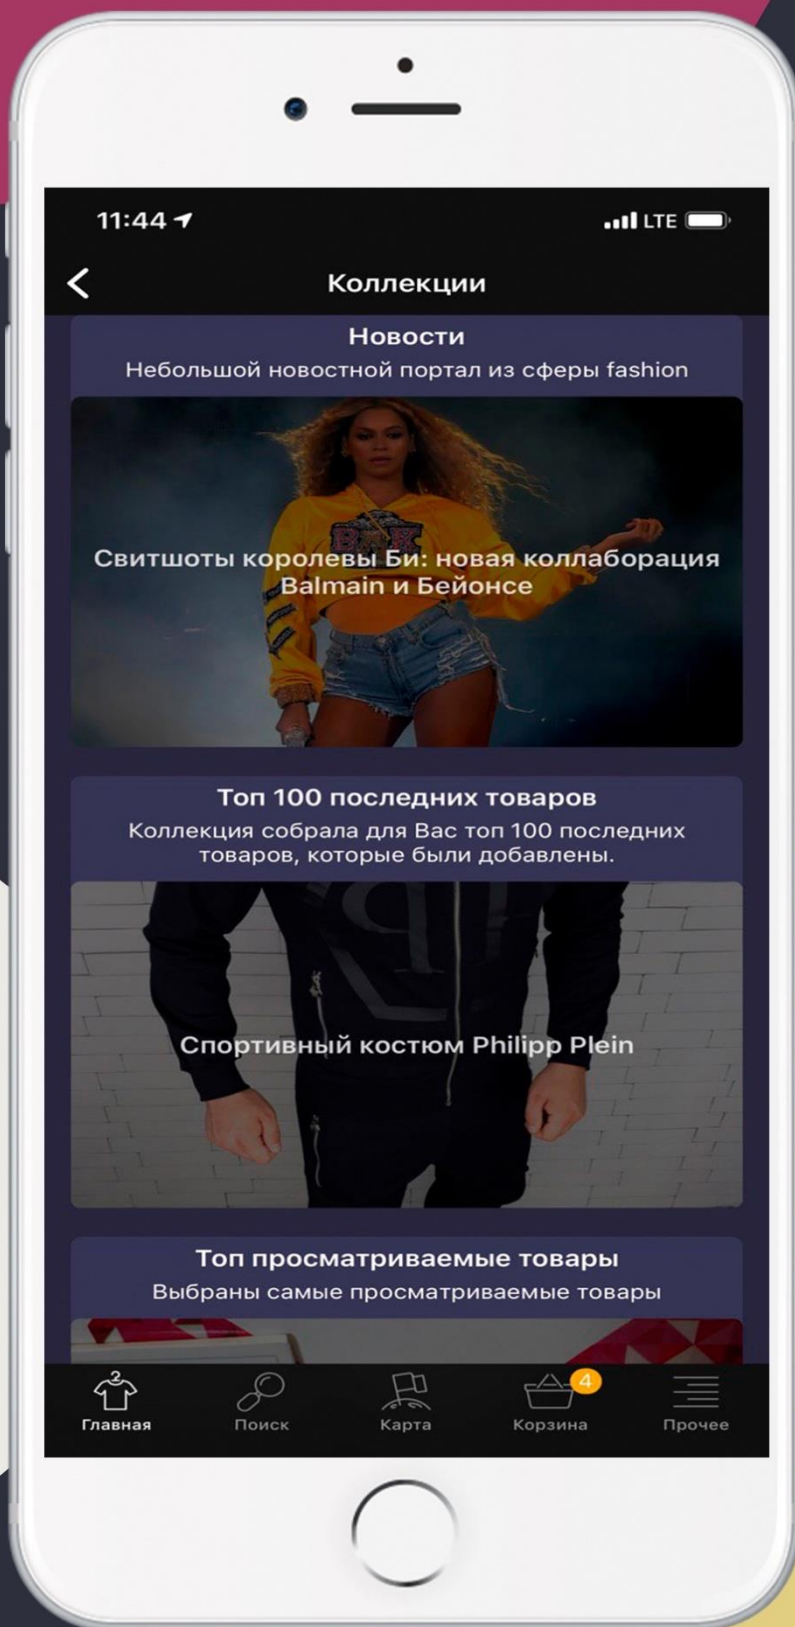 11:44
LTE
Коллекции
Новости
Небольшой новостной портал из сферы fashion
Свитшоты королевы Би: новая коллаборация
Balmain и Бейонсе
Топ 100 последних товаров
Коллекция собрала для Вас топ 100 последних
товаров, которые были добавлены.
Спортивный костюм Philipp Plein
Топ просматриваемые товары
Выбраны самые просматриваемые товары
4
Главная
Поиск
Карта
Корзина
Прочее